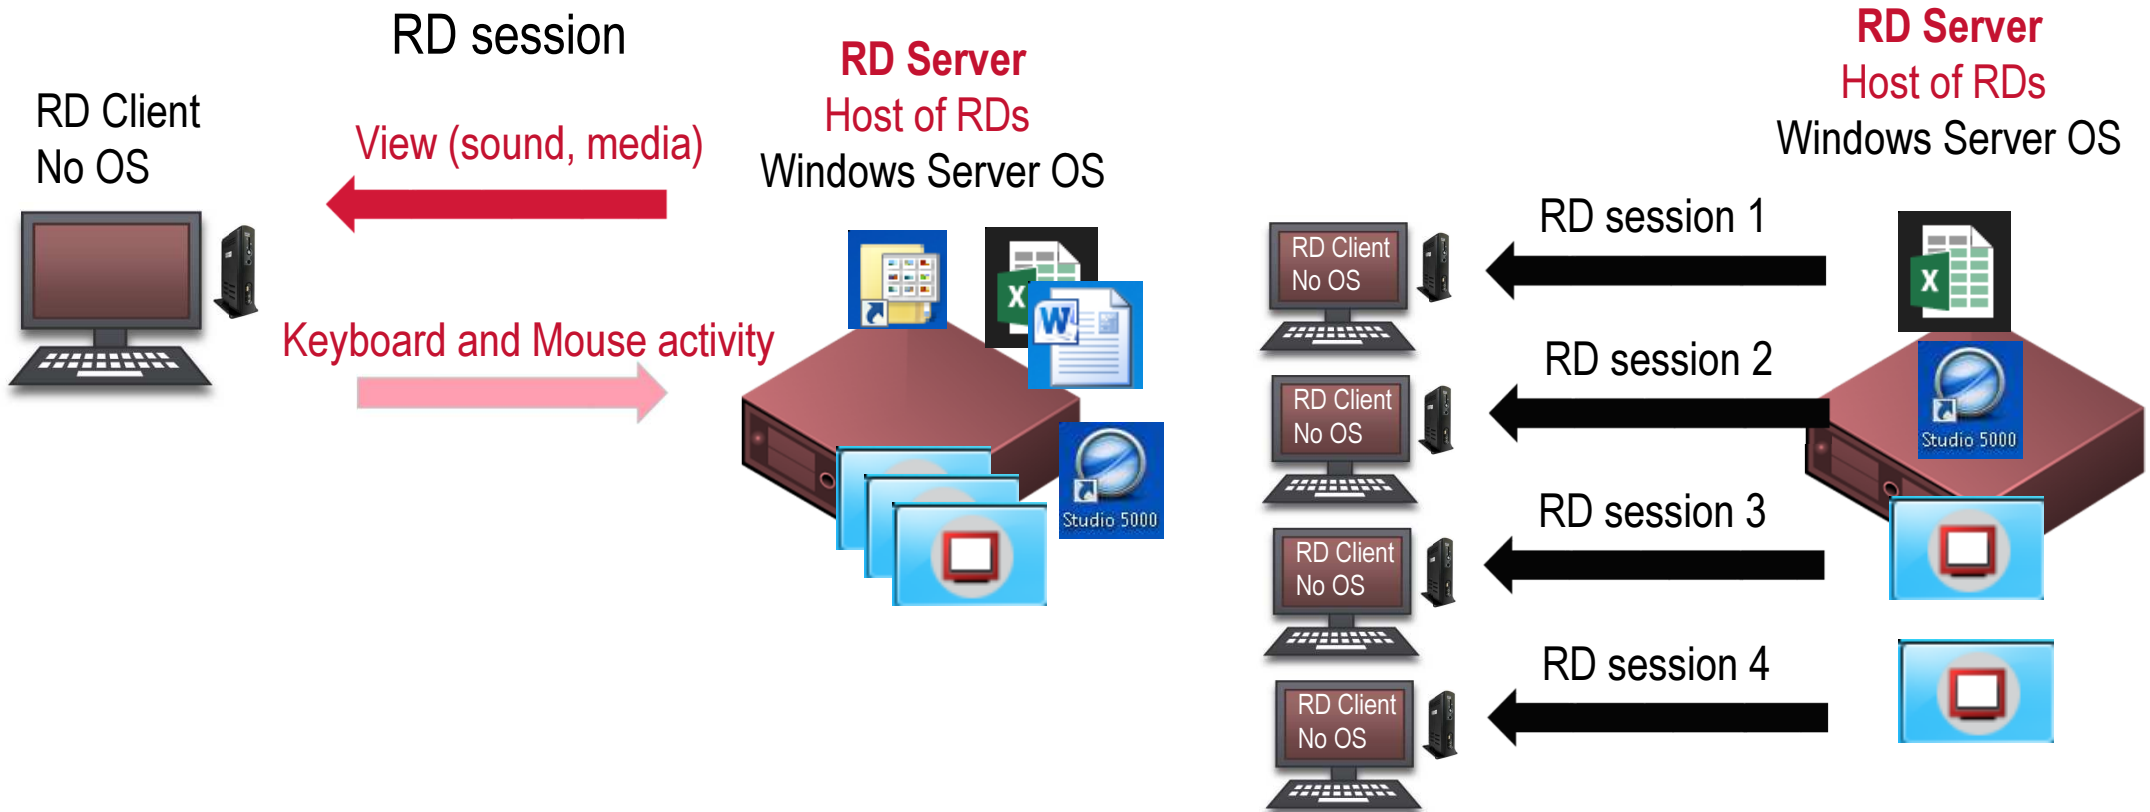 RD session
RD Client
No OS
View (sound, media)
Keyboard and Mouse activity
RD Server
Host of RDs
Windows Server OS
X
W
Studio 5000
RD Server
Host of RDs
Windows Server OS
RD session 1
RD Client
No OS
X
RD session 2
RD Client
No OS
Studio 5000
RD session 3
RD Client
No OS
RD session 4
RD Client
No OS